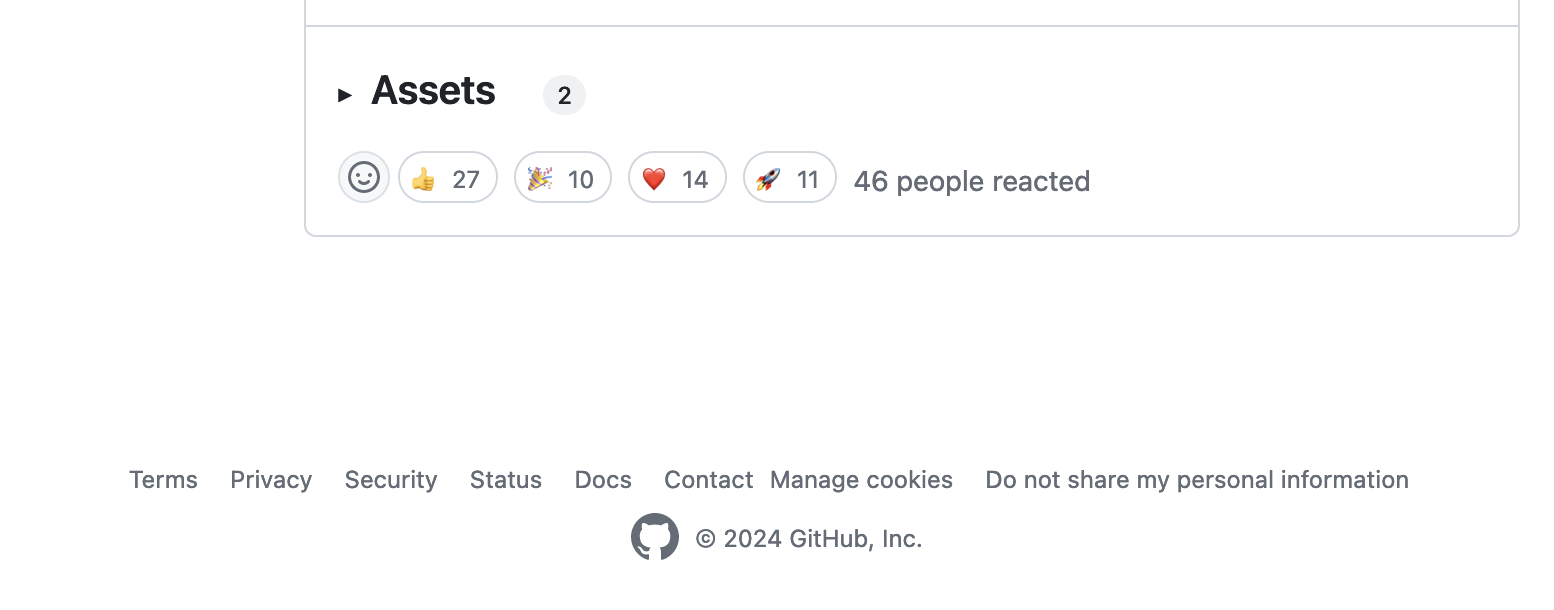 Assets 2
27 10 14 11 46 people reacted
Terms Privacy Security Status Docs Contact Manage cookies Do not share my personal information
© 2024 GitHub, Inc.